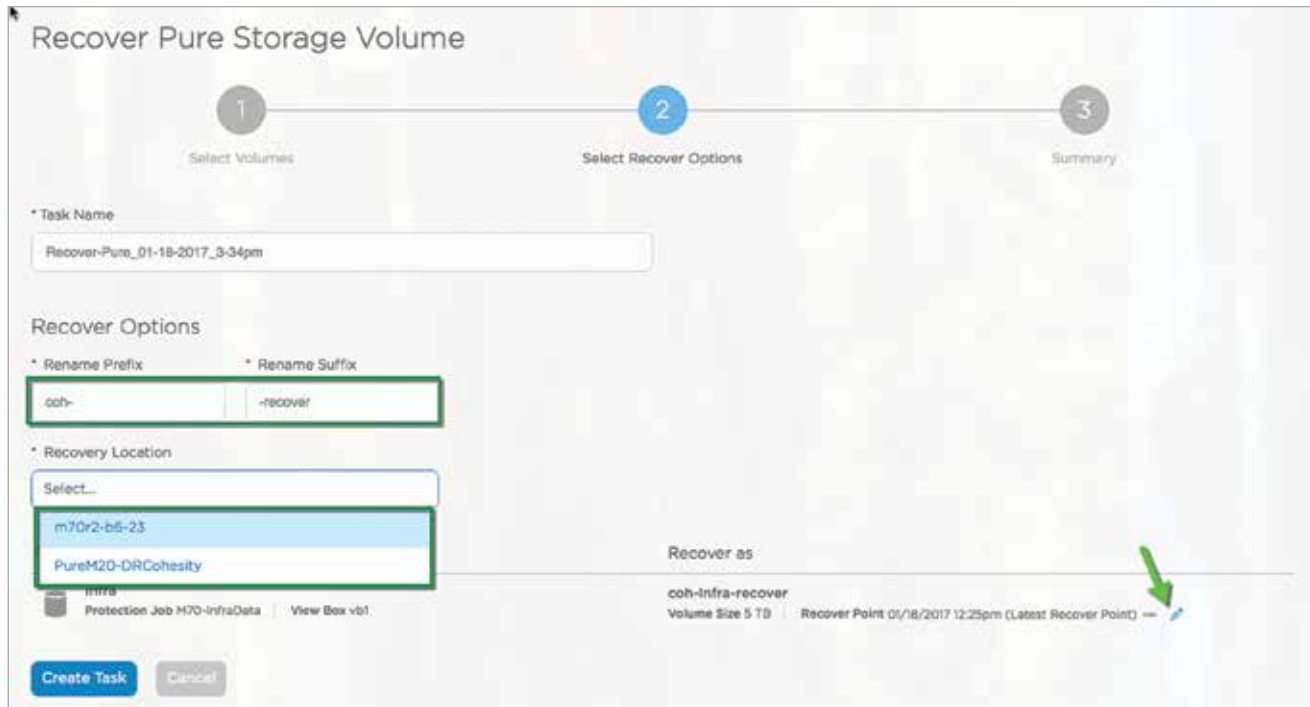 Recover Pure Storage Volume
1 2 3
Select Volumes Select Recover Options Summary
* Task Name
Recover-Pure_01-18-2017_3-34pm
Recover Options
* Rename Prefix * Rename Suffix
coh- -recover
* Recovery Location
Select...
m70r2-b6-23
PureM20-DRCohesity
Recover as
Infra coh-Infra-recover
Protection Job M70-InfraData View Box vb1 Volume Size 5 TB Recover Point 01/18/2017 12:25pm (Latest Recover Point) —
Create Task Cancel